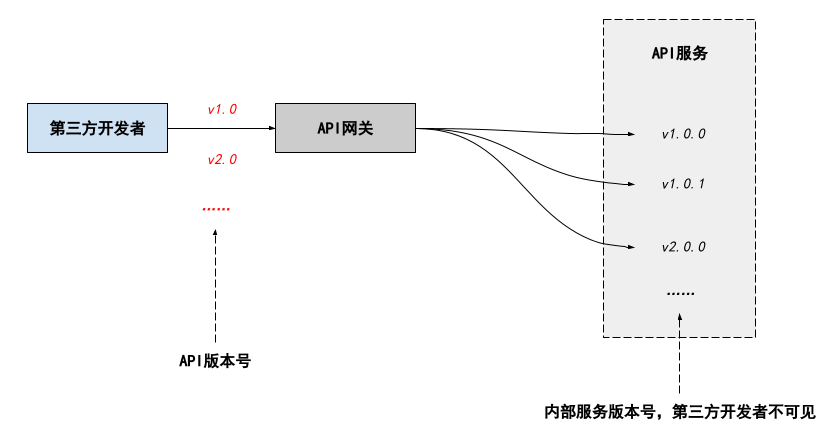 API服务
v1.0
第三方开发者
API网关
v1.0.0
v2.0
v1.0.1
......
v2.0.0
......
API版本号
内部服务版本号，第三方开发者不可见